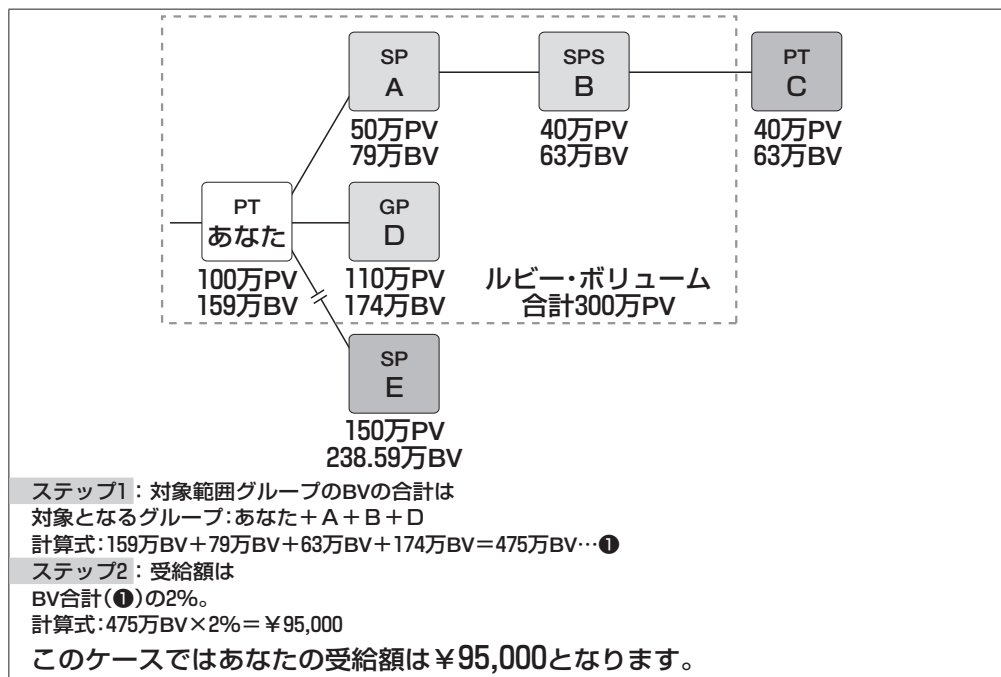 SP
A
50万PV
79万BV
SPS
B
40万PV
63万BV
PT
C
40万PV
63万BV
PT
あなた
100万PV
159万BV
GP
D
110万PV
174万BV
ルビー・ボリューム
合計300万PV
SP
E
150万PV
238.59万BV
ステップ1：対象範囲グループのBVの合計は
対象となるグループ：あなた＋A＋B＋D
計算式：159万BV＋79万BV＋63万BV＋174万BV＝475万BV…❶
ステップ2：受給額は
BV合計（❶）の2%。
計算式：475万BV×2%＝￥95,000
このケースではあなたの受給額は￥95,000となります。